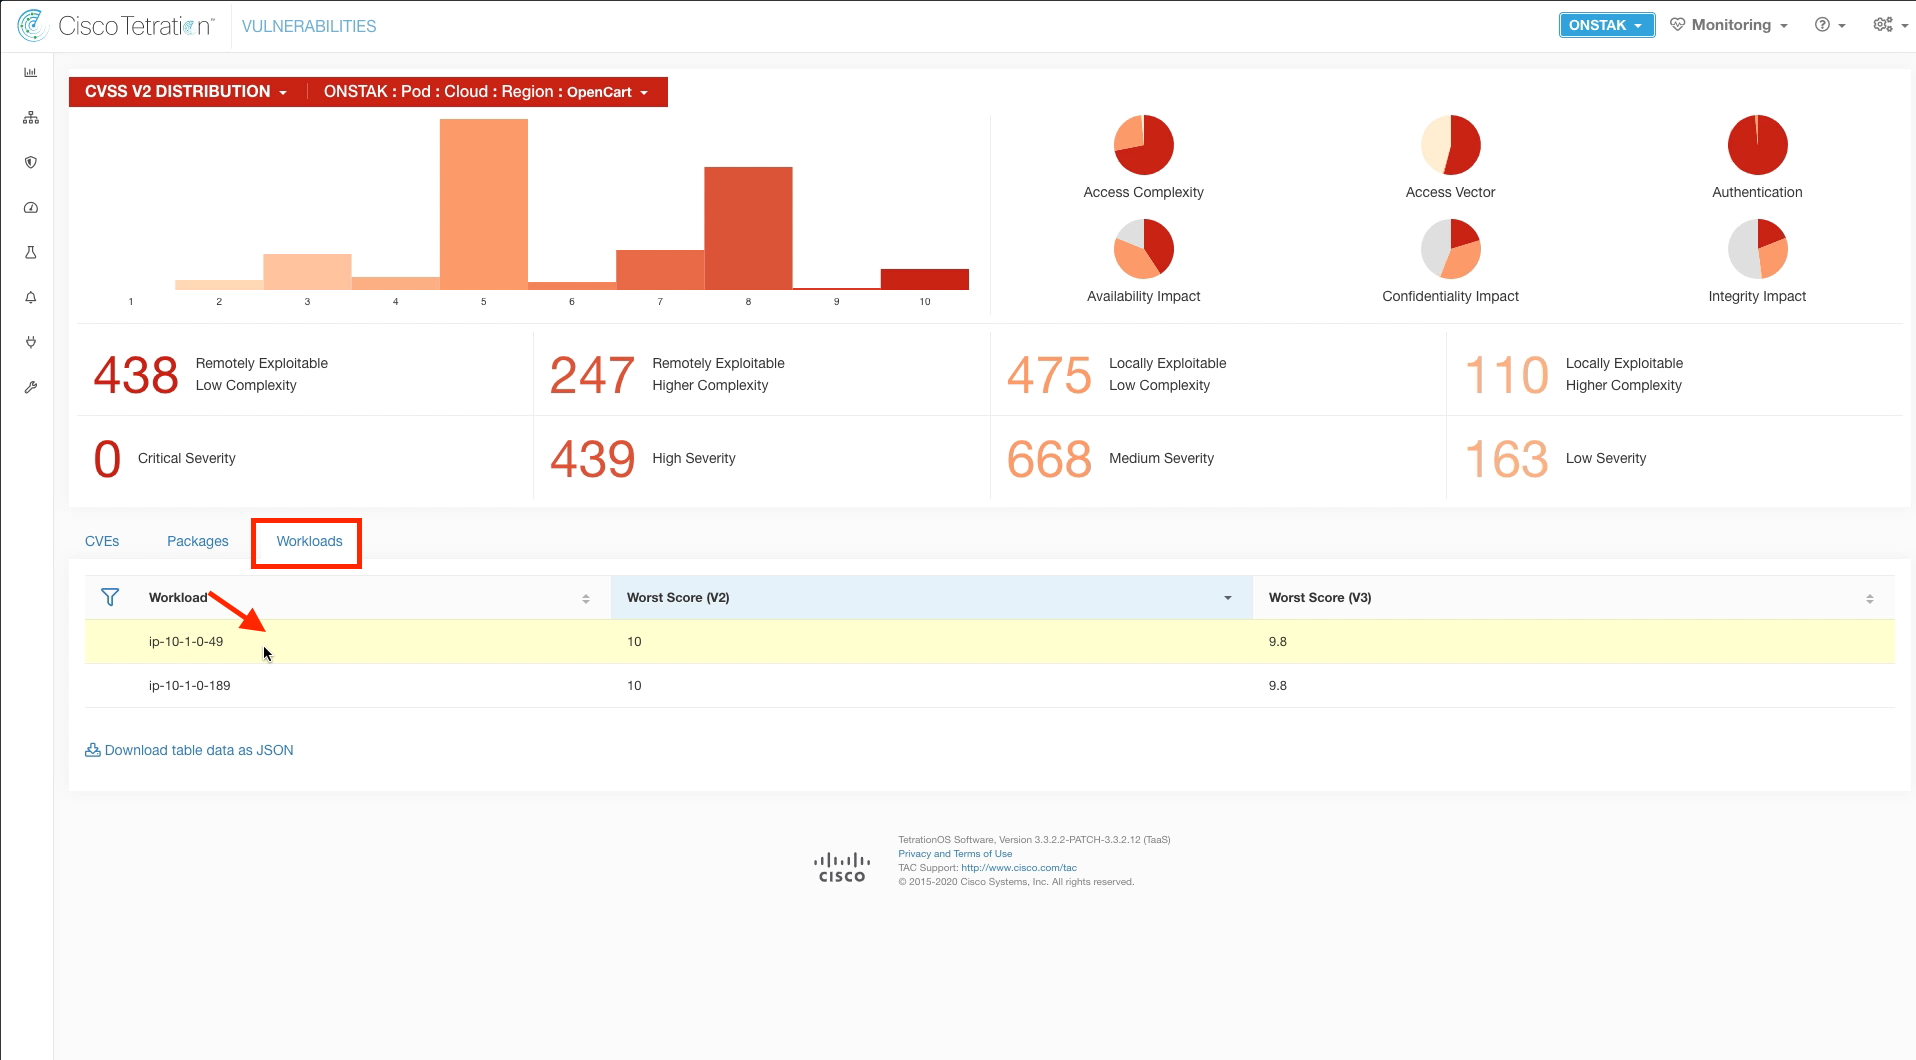 Cisco Tetration™
VULNERABILITIES
ONSTAK
Monitoring
CVSS V2 DISTRIBUTION
ONSTAK : Pod : Cloud : Region : OpenCart
1 2 3 4 5 6 7 8 9 10
Access Complexity
Access Vector
Authentication
Availability Impact
Confidentiality Impact
Integrity Impact
438 Remotely Exploitable
Low Complexity
247 Remotely Exploitable
Higher Complexity
475 Locally Exploitable
Low Complexity
110 Locally Exploitable
Higher Complexity
0 Critical Severity
439 High Severity
668 Medium Severity
163 Low Severity
CVEs Packages Workloads
Workload Worst Score (V2) Worst Score (V3)
ip-10-1-0-49 10 9.8
ip-10-1-0-189 10 9.8
Download table data as JSON
CISCO
TetrationOS Software, Version 3.3.2.2-PATCH-3.3.2.12 (TaaS)
Privacy and Terms of Use
TAC Support: http://www.cisco.com/tac
© 2015-2020 Cisco Systems, Inc. All rights reserved.